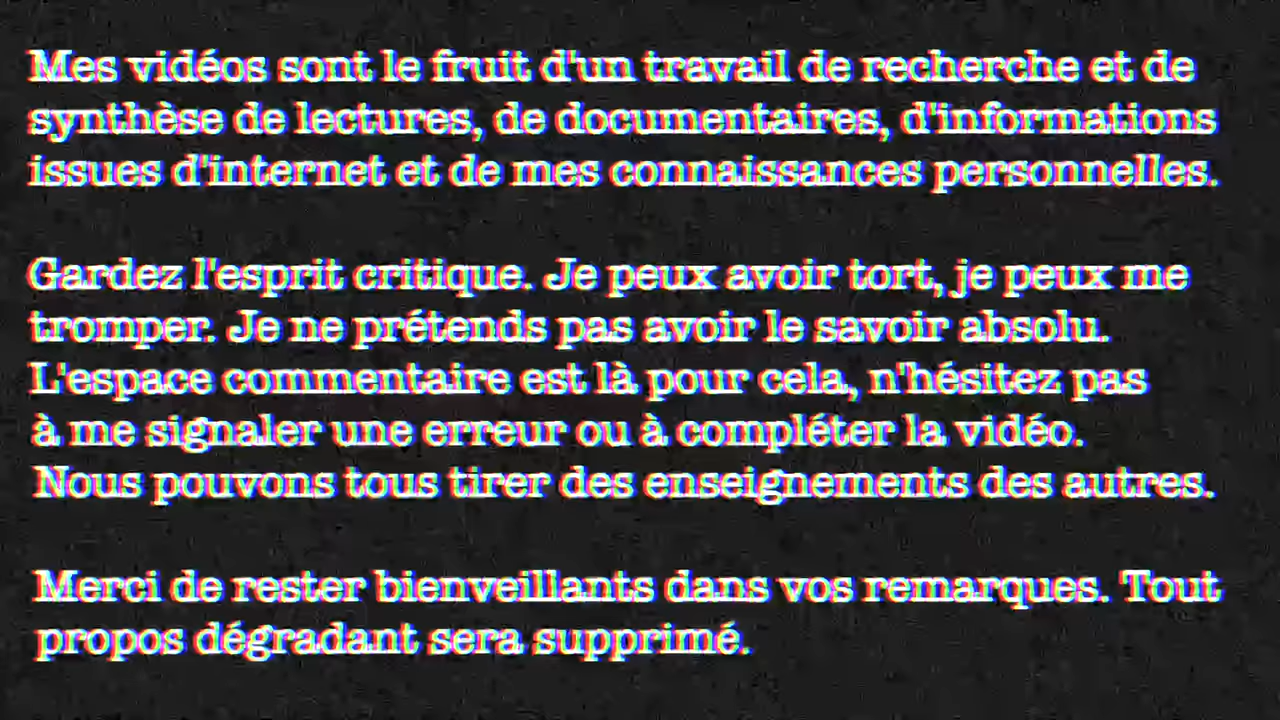 Mes vidéos sont le fruit d'un travail de recherche et de
synthèse de lectures, de documentaires, d'informations
issues d'internet et de mes connaissances personnelles.
Gardez l'esprit critique. Je peux avoir tort, je peux me
tromper. Je ne prétends pas avoir le savoir absolu.
L'espace commentaire est là pour cela, n'hésitez pas
à me signaler une erreur ou à compléter la vidéo.
Nous pouvons tous tirer des enseignements des autres.
Merci de rester bienveillants dans vos remarques. Tout
propos dégradant sera supprimé.